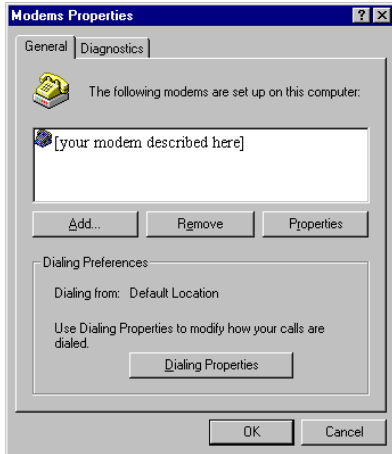 Modems Properties
General Diagnostics
The following modems are set up on this computer:
[your modem described here]
Add... Remove Properties
Dialing Preferences
Dialing from: Default Location
Use Dialing Properties to modify how your calls are
dialed.
Dialing Properties
OK Cancel